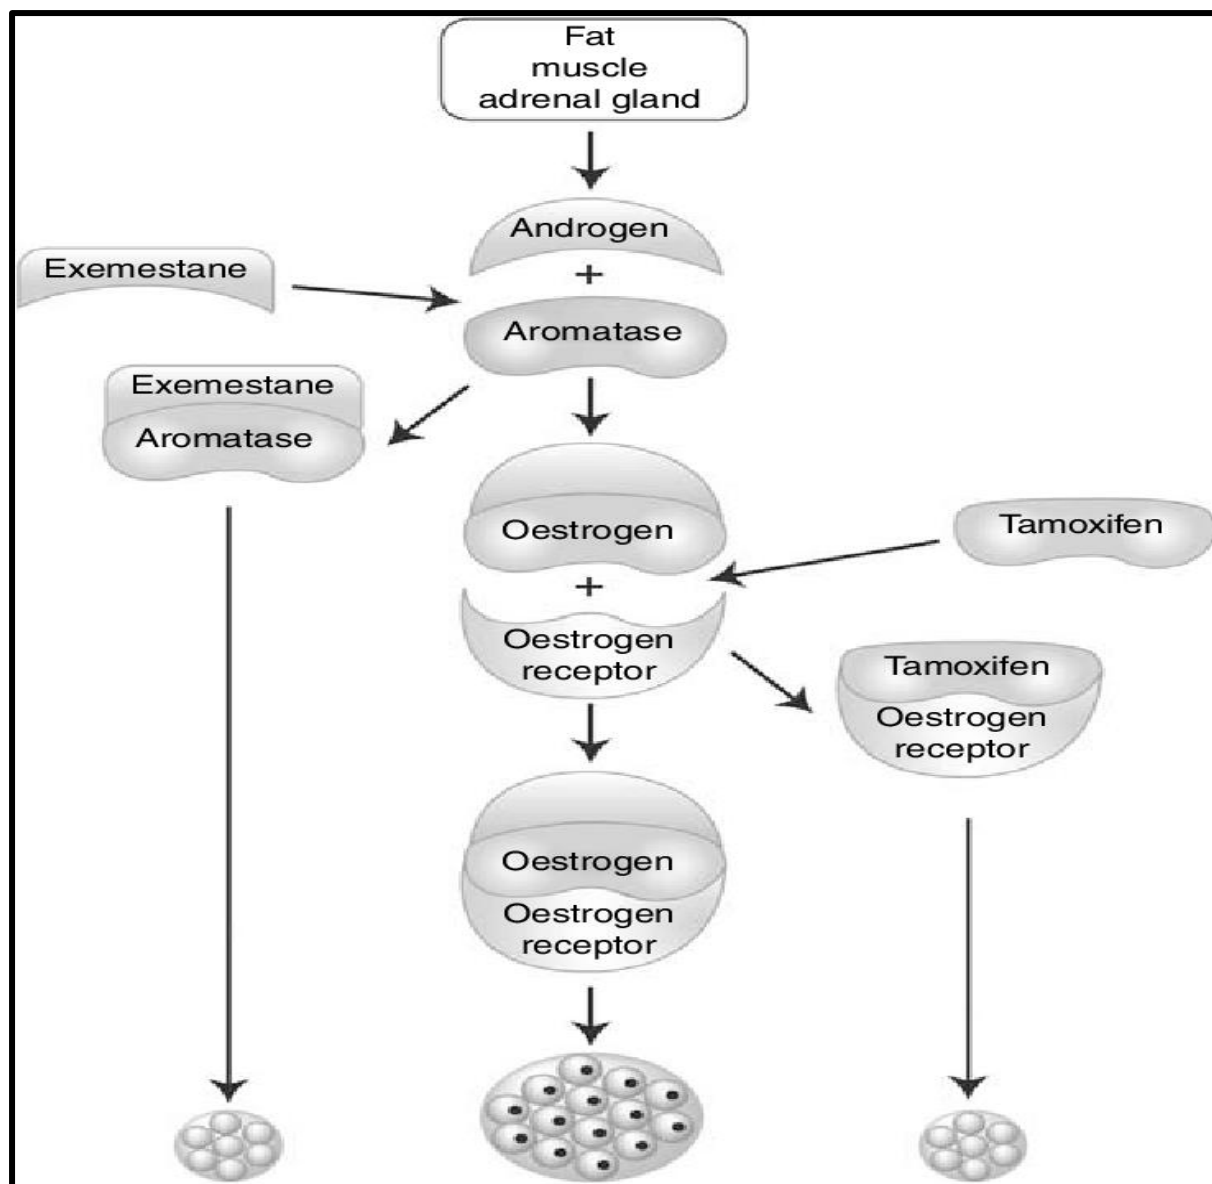 Fat
muscle
adrenal gland
Androgen
+
Exemestane
Aromatase
Exemestane
Aromatase
Oestrogen
+
Tamoxifen
Oestrogen
receptor
Tamoxifen
Oestrogen
receptor
Oestrogen
Oestrogen
receptor